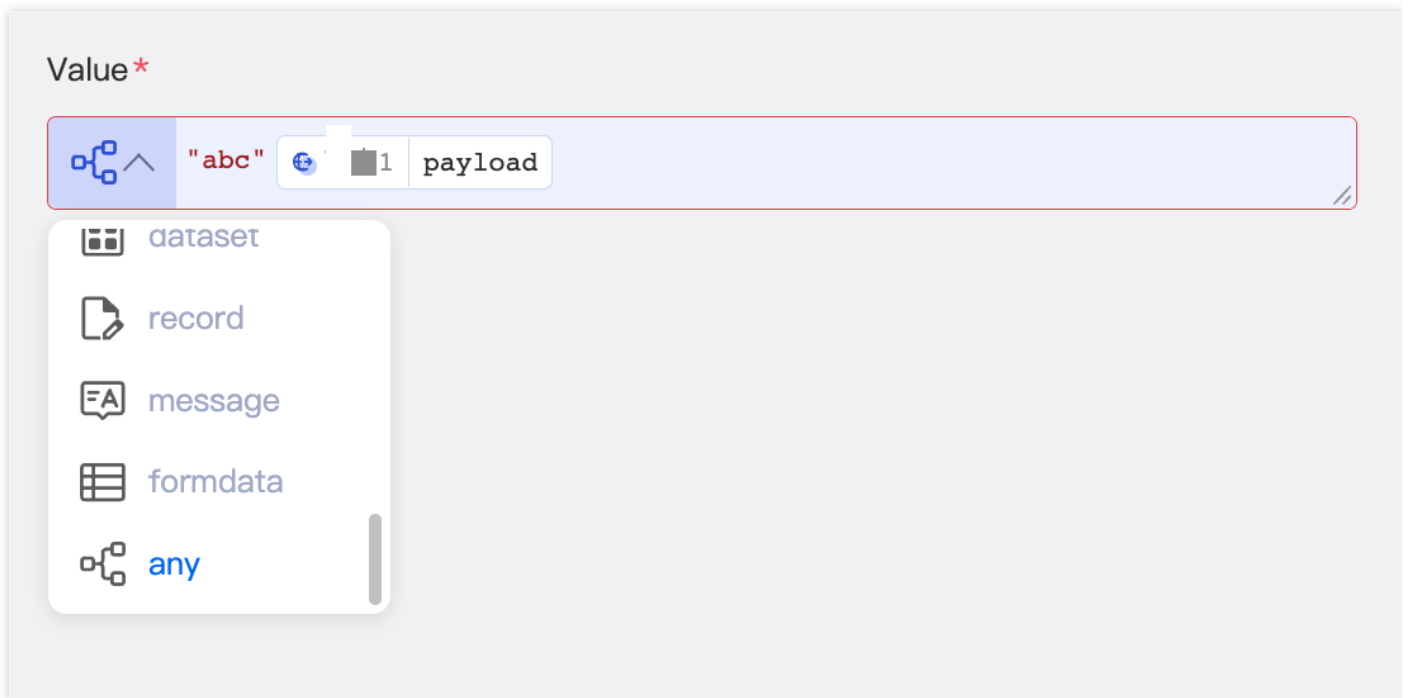 Value*
"abc" 1 payload
dataset
record
message
formdata
any